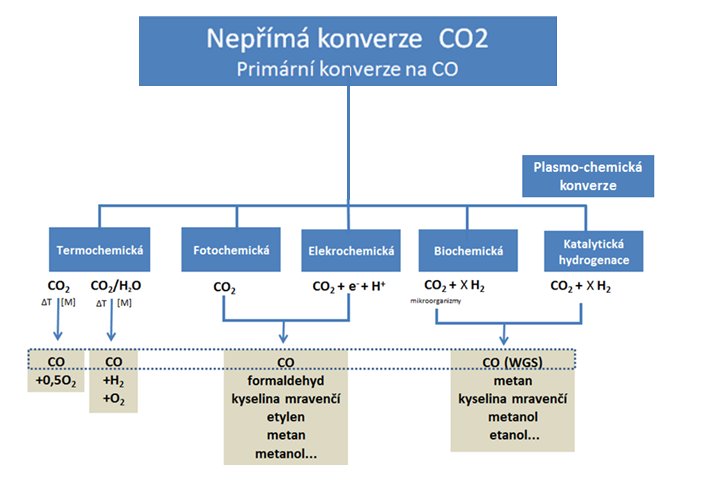 Nepřímá konverze CO2
Primární konverze na CO
Plasmo-chemická
konverze
Termochemická
Fotochemická
Elekrochemická
Biochemická
Katalytická
hydrogenace
CO₂
CO₂/H₂O
CO₂
CO₂ + e⁻ + H⁺
CO₂ + X H₂
CO₂ + X H₂
ΔT [M]
ΔT [M]
mikroorganizmy
CO
+0,5O₂
CO
+H₂
+O₂
CO
formaldehyd
kyselina mravenčí
etylen
metan
metanol...
CO (WGS)
metan
kyselina mravenčí
metanol
etanol...